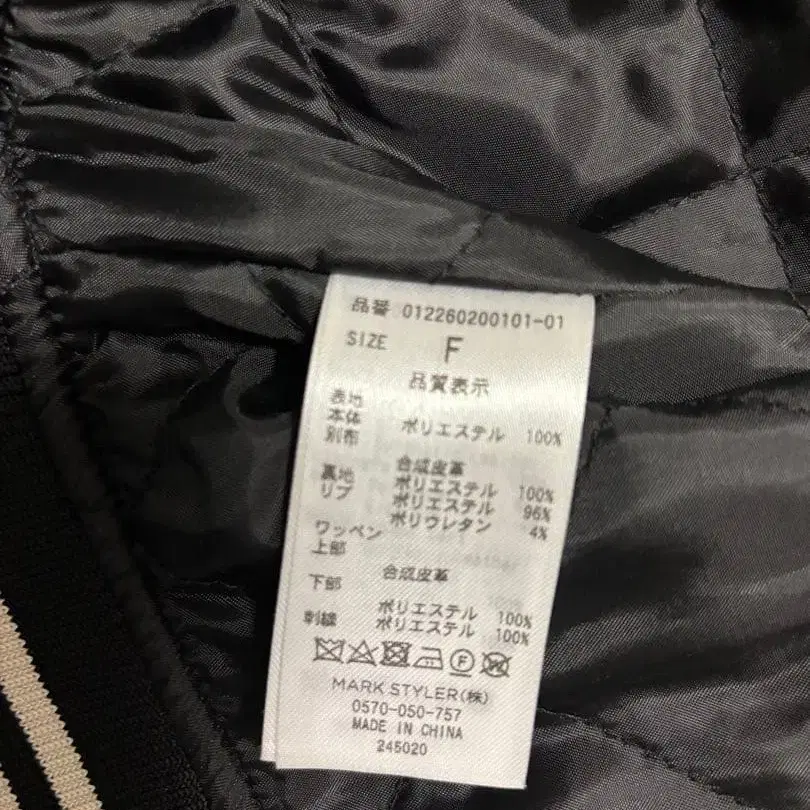 品番 012260200101-01
SIZE F
品質表示
表地
本体 ポリエステル 100%
別布 合成皮革
裏地 ポリエステル 100%
リブ ポリエステル 96%
ポリウレタン 4%
ワッペン
上部 合成皮革
下部 ポリエステル 100%
刺繍 ポリエステル 100%
F W
MARK STYLER(株)
0570-050-757
MADE IN CHINA
245020